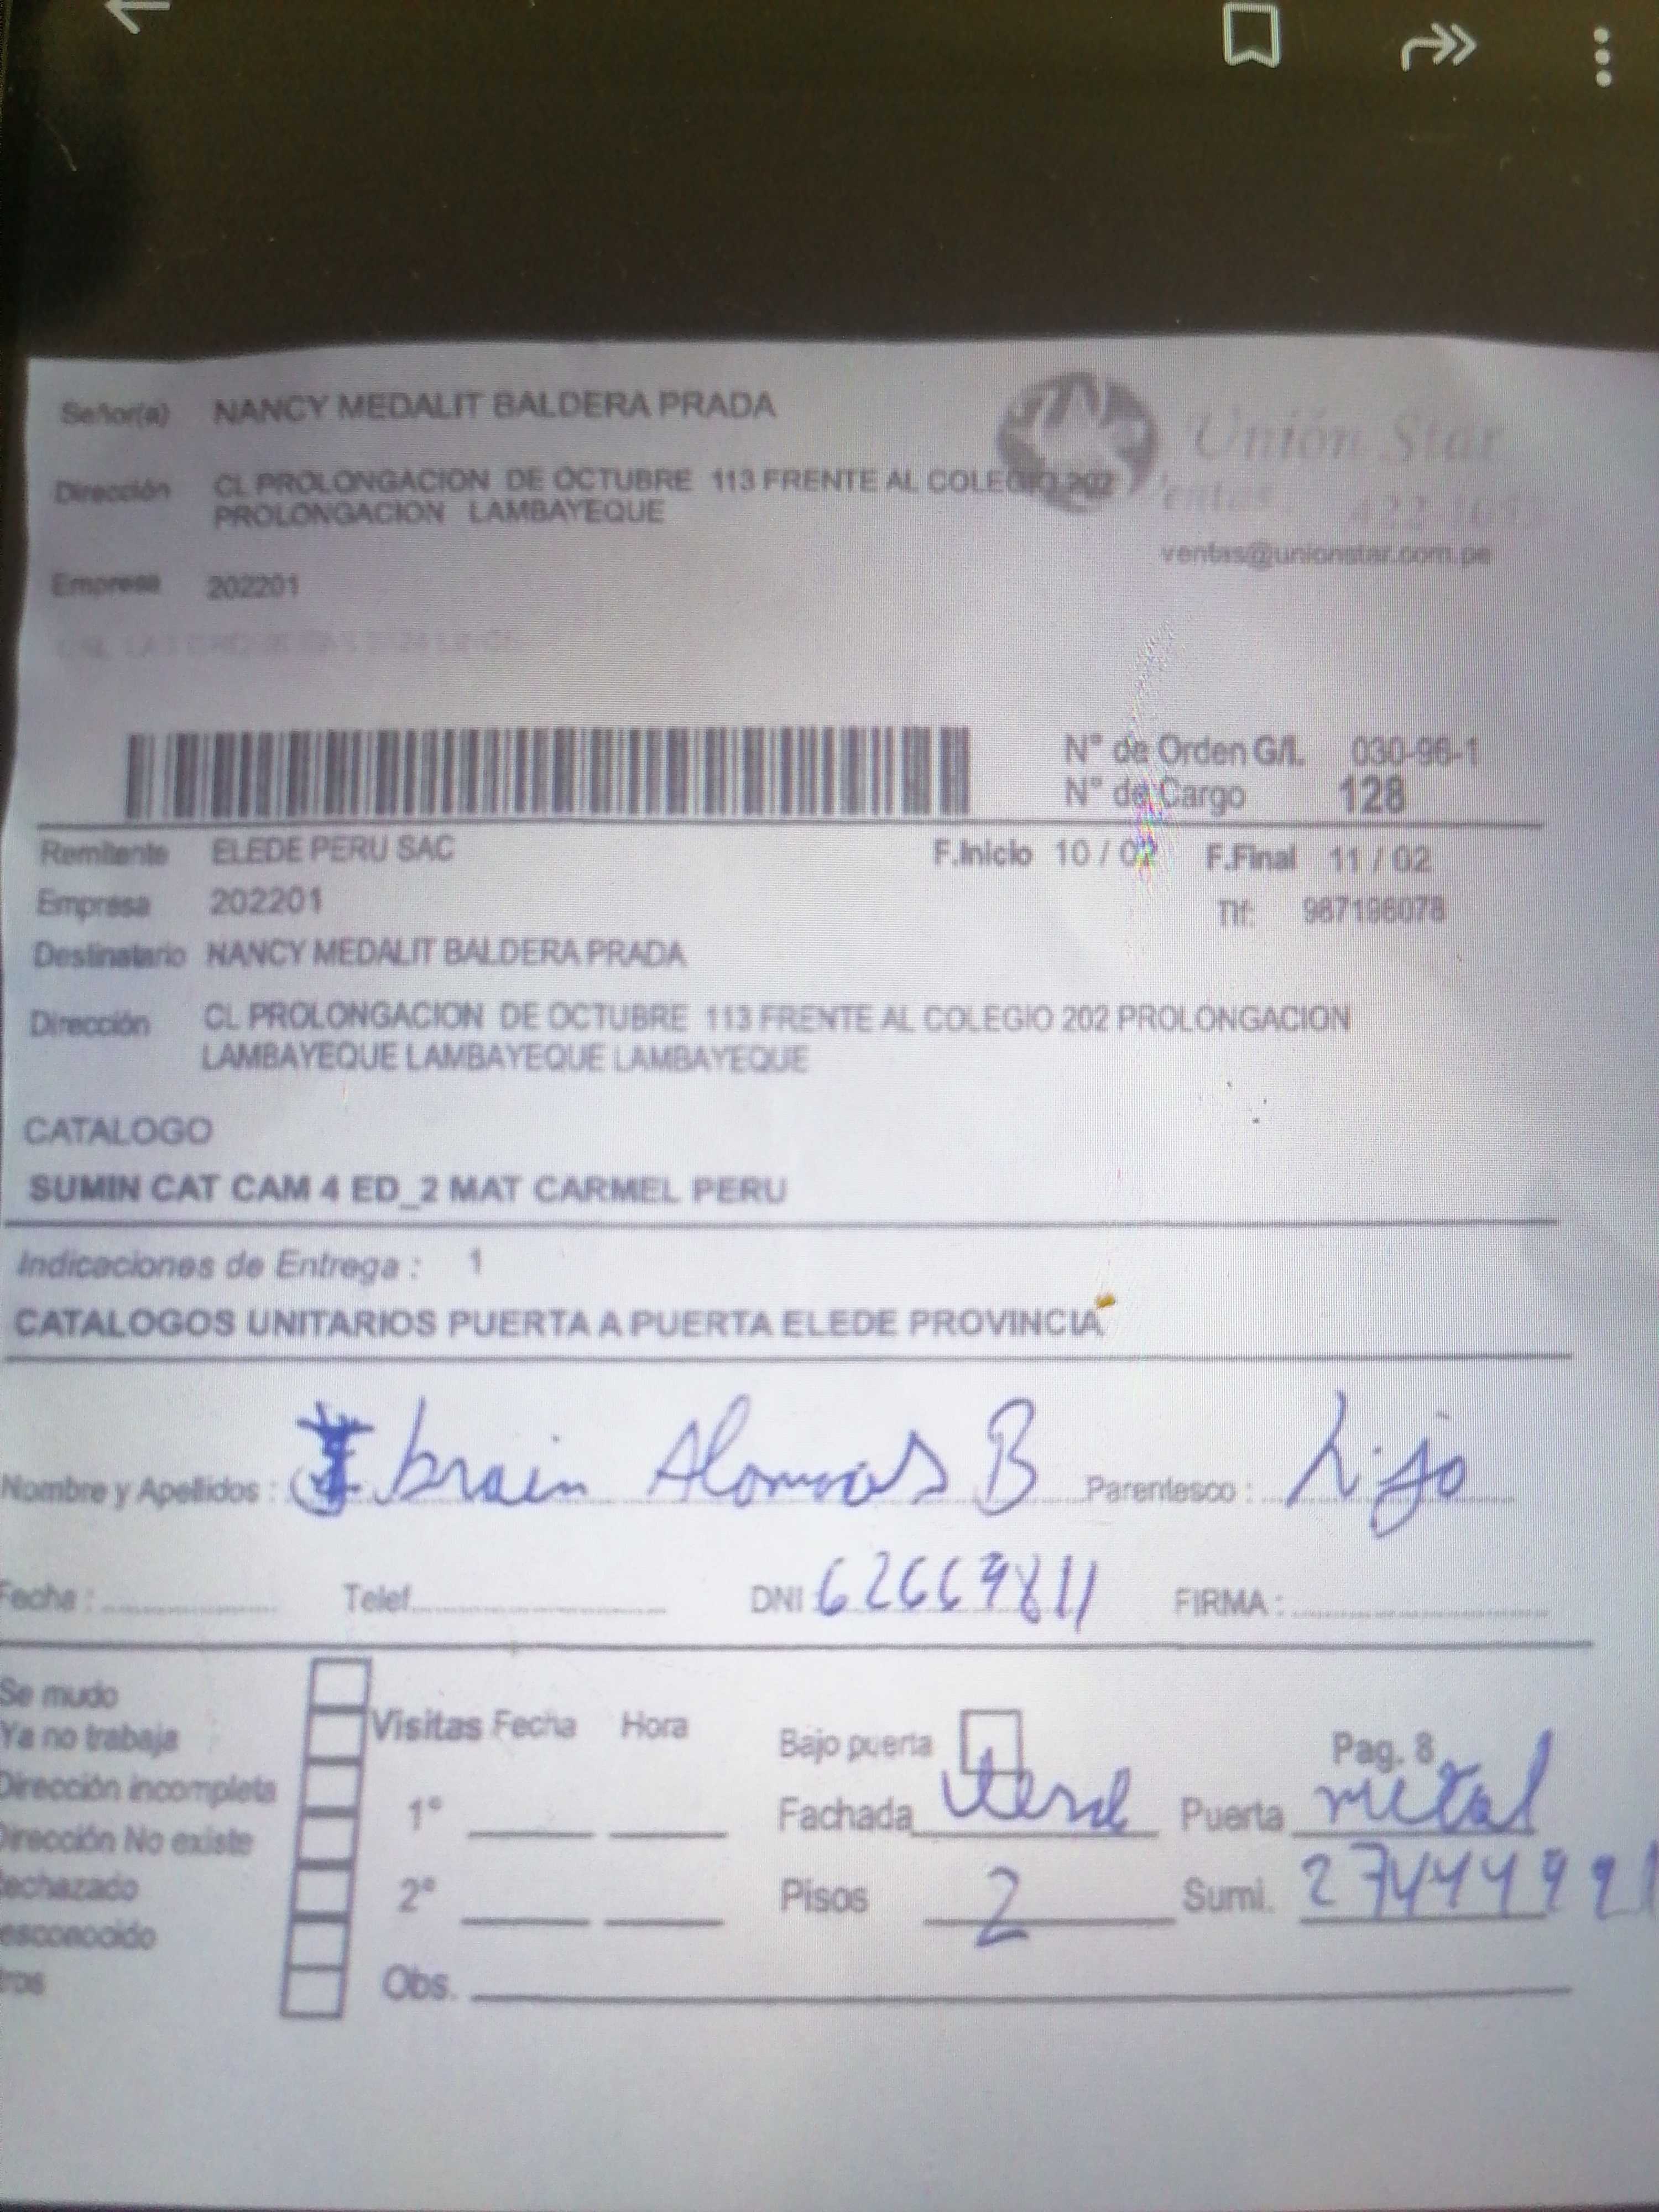 Señor(a) NANCY MEDALIT BALDERA PRADA
Unión Star
Dirección CL PROLONGACION DE OCTUBRE 113 FRENTE AL COLEGIO 202
PROLONGACION LAMBAYEQUE
ventas@unionstar.com.pe
Empresa 202201
N° de Orden G/L 030-96-1
N° de Cargo 128
Remitente ELEDE PERU SAC F.Inicio 10 / 02 F.Final 11 / 02
Empresa 202201 Tlf: 987196078
Destinatario NANCY MEDALIT BALDERA PRADA
Dirección CL PROLONGACION DE OCTUBRE 113 FRENTE AL COLEGIO 202 PROLONGACION
LAMBAYEQUE LAMBAYEQUE LAMBAYEQUE
CATALOGO
SUMIN CAT CAM 4 ED_2 MAT CARMEL PERU
Indicaciones de Entrega : 1
CATALOGOS UNITARIOS PUERTA A PUERTA ELEDE PROVINCIA
Nombre y Apellidos : B Parentesco : hijo
Fecha : Telef. DNI FIRMA :
Se mudo
Ya no trabaja Visitas Fecha Hora Bajo puerta Pag. 8
Dirección incompleta 1° Fachada Puerta metal
Dirección No existe
echazado 2° Pisos 2 Sumi.
esconocido
tros Obs.